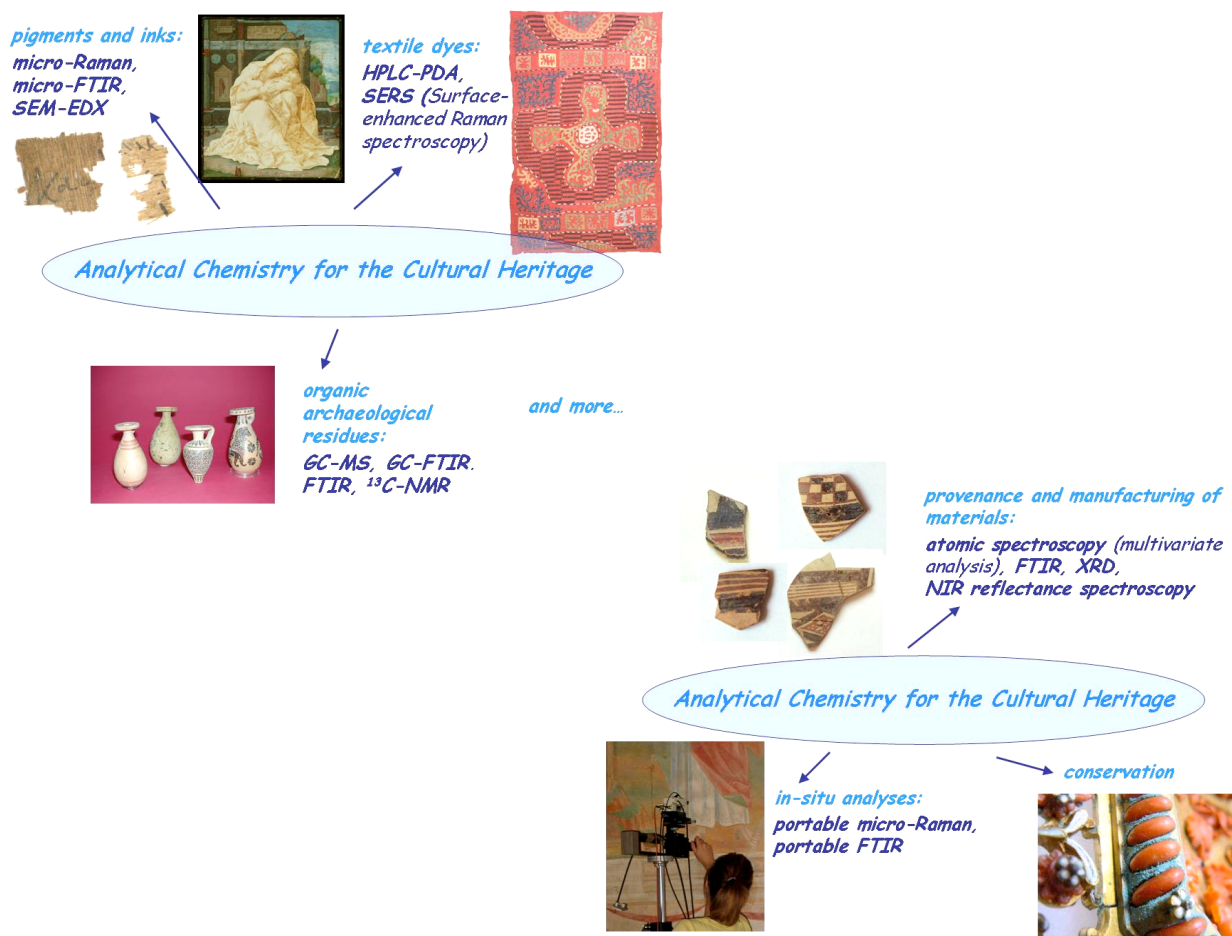 pigments and inks:
micro-Raman,
micro-FTIR,
SEM-EDX
textile dyes:
HPLC-PDA,
SERS (Surface-
enhanced Raman
spectroscopy)
Analytical Chemistry for the Cultural Heritage
organic
archaeological
residues:
GC-MS, GC-FTIR.
FTIR, ¹³C-NMR
and more…
provenance and manufacturing of
materials:
atomic spectroscopy (multivariate
analysis), FTIR, XRD,
NIR reflectance spectroscopy
Analytical Chemistry for the Cultural Heritage
in-situ analyses:
portable micro-Raman,
portable FTIR
conservation